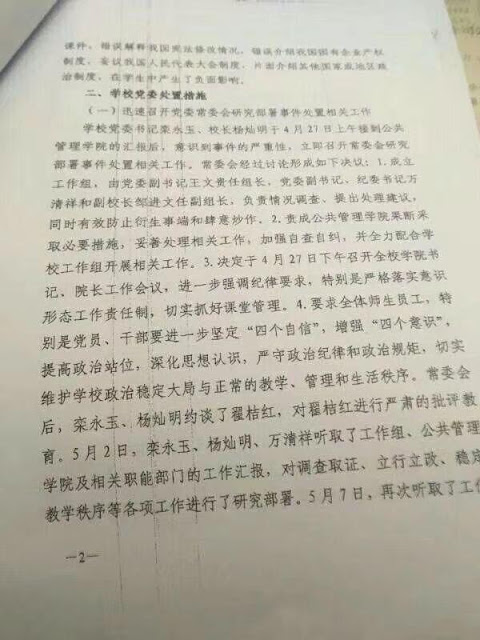 课件，错误解释我国宪法修改情况，错误介绍我国国有企业产权
制度，妄议我国人民代表大会制度，片面介绍其他国家或地区政
治制度，在学生中产生了负面影响。
二、学校党委处置措施
（一）迅速召开党委常委会研究部署事件处置相关工作
学校党委书记栾永玉、校长杨灿明于4月27日上午接到公共
管理学院的汇报后，意识到事件的严重性，立即召开常委会研究
部署事件处置相关工作。常委会经过讨论形成如下决议：1.成立
工作组，由党委副书记王文贵任组长，党委副书记、纪委书记万
清祥和副校长邹进文任副组长，负责情况调查、提出处理建议，
同时有效防止衍生事端和肆意炒作。2.责成公共管理学院果断采
取必要措施，妥善处理相关工作，加强自查自纠，并全力配合学
校工作组开展相关工作。3.决定于4月27日下午召开全校学院书
记、院长工作会议，进一步强调纪律要求，特别是严格落实意识
形态工作责任制，切实抓好课堂管理。4.要求全体师生员工，特
别是党员、干部要进一步坚定“四个自信”，增强“四个意识”，
提高政治站位，深化思想认识，严守政治纪律和政治规矩，切实
维护学校政治稳定大局与正常的教学、管理和生活秩序。常委会
后，栾永玉、杨灿明约谈了翟桔红，对翟桔红进行严肃的批评教
育。5月2日，栾永玉、杨灿明、万清祥听取了工作组、公共管理
学院及相关职能部门的工作汇报，对调查取证、立行立改、稳定
教学秩序等各项工作进行了研究部署。5月7日，再次听取了工作
—2—